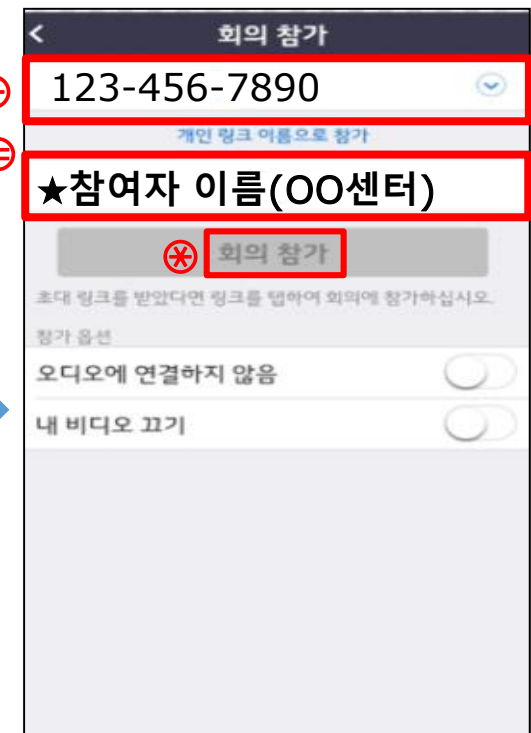 회의 참가
123-456-7890
개인 링크 이름으로 참가
★참여자 이름(OO센터)
회의 참가
초대 링크를 받았다면 링크를 탭하여 회의에 참가하십시오.
참가 옵션
오디오에 연결하지 않음
내 비디오 끄기